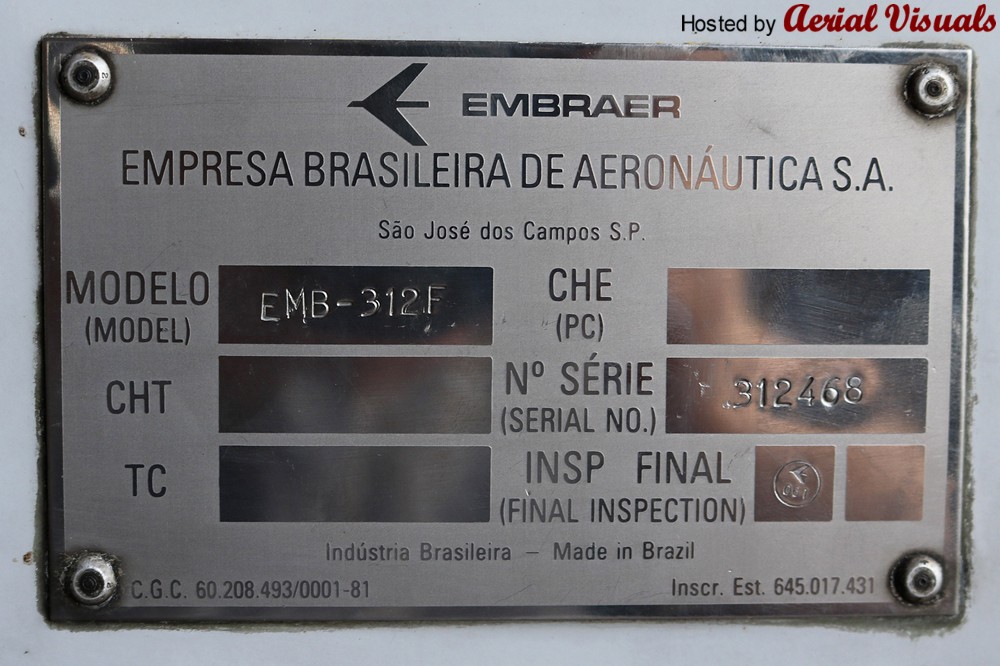 Hosted by Aerial Visuals
EMBRAER
EMPRESA BRASILEIRA DE AERONÁUTICA S.A.
São José dos Campos S.P.
MODELO EMB-312F CHE
(MODEL) (PC)
CHT Nº SÉRIE 312468
(SERIAL NO.)
TC INSP FINAL
(FINAL INSPECTION)
Indústria Brasileira – Made in Brazil
C.G.C. 60.208.493/0001-81 Inscr. Est. 645.017.431